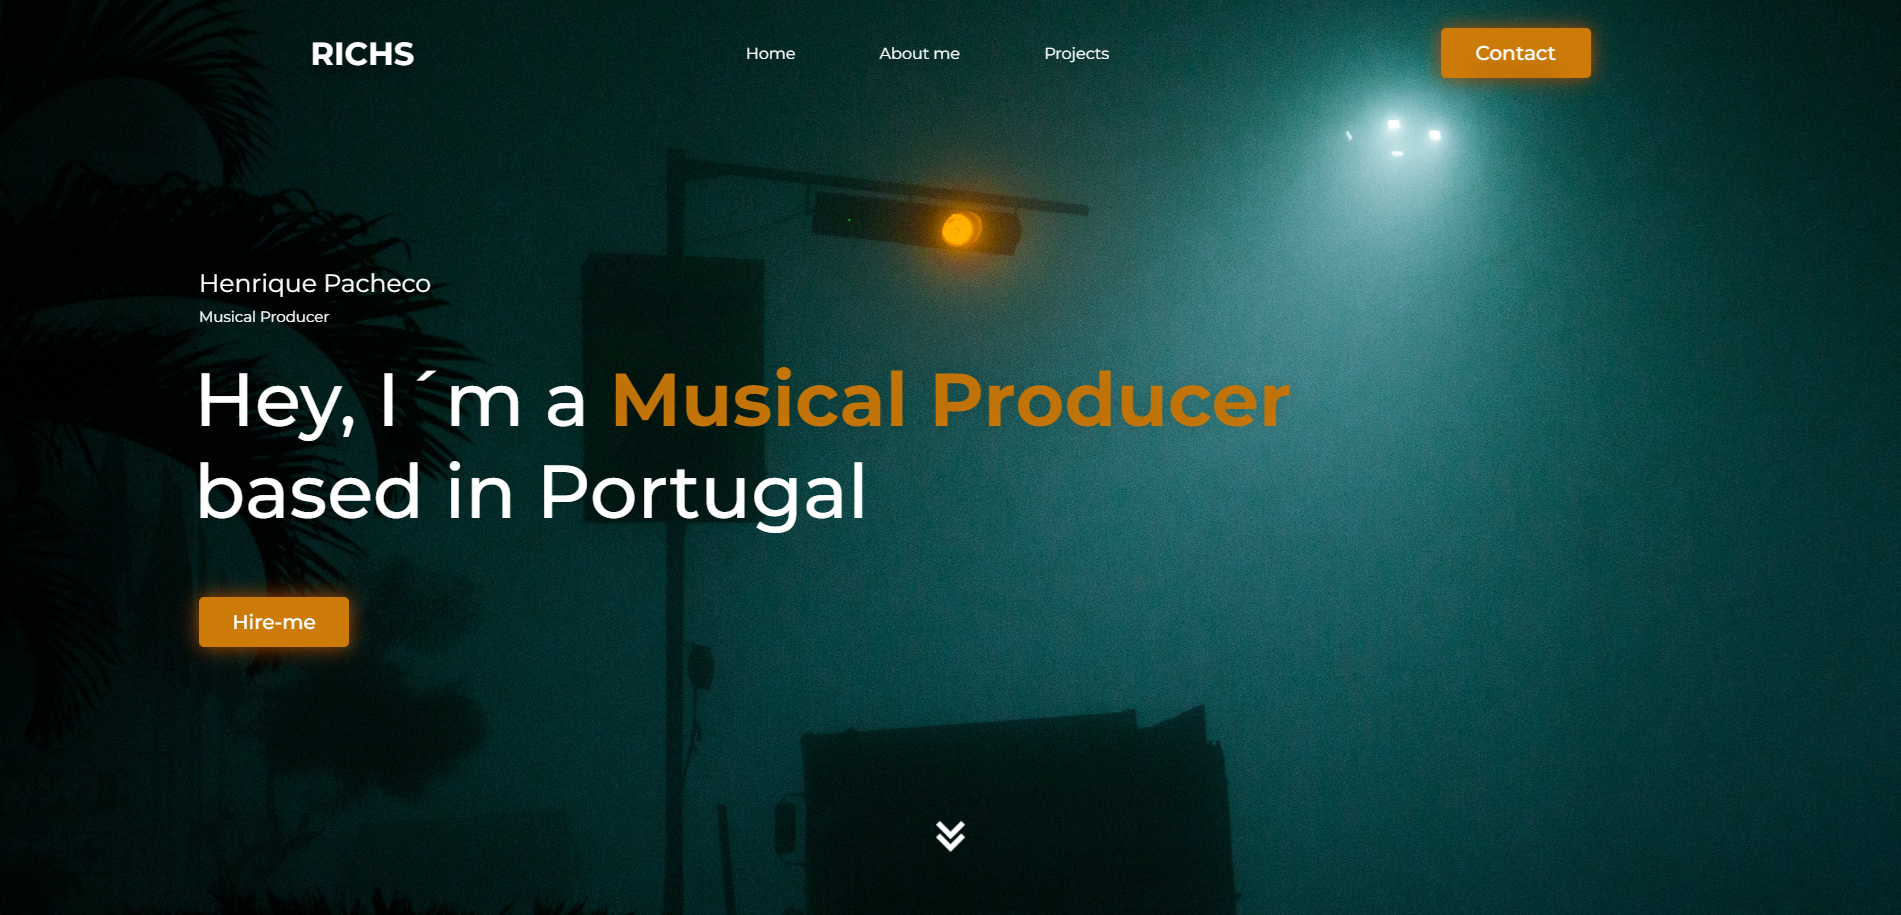 RICHS
Home
About me
Projects
Contact
Henrique Pacheco
Musical Producer
Hey, I ´m a Musical Producer
based in Portugal
Hire-me